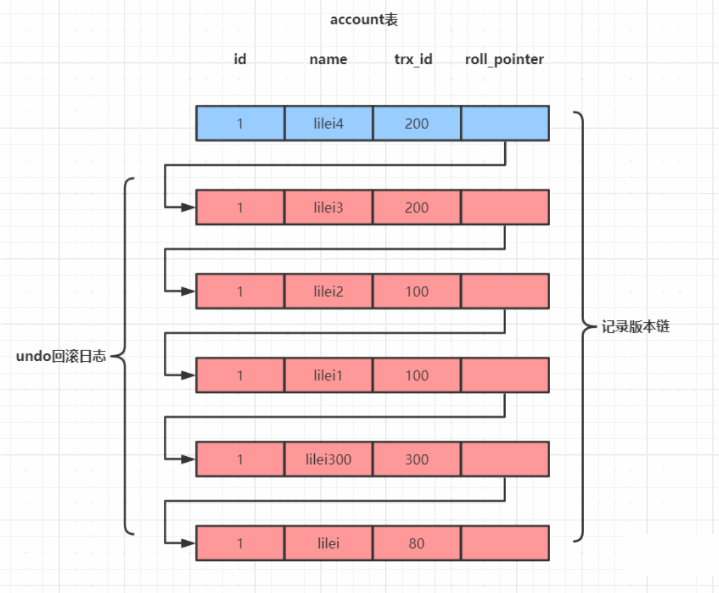 account表
id name trx_id roll_pointer
1 lilei4 200
1 lilei3 200
1 lilei2 100
记录版本链
undo回滚日志
1 lilei1 100
1 lilei300 300
1 lilei 80